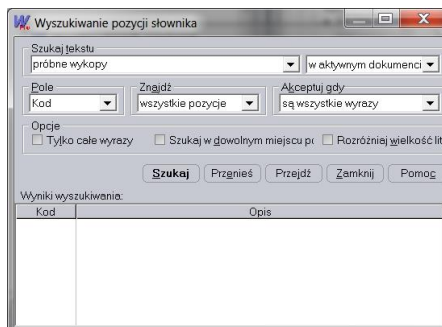 Wyszukiwanie pozycji słownika
Szukaj tekstu
próbne wykopy
w aktywnym dokumenci
Pole
Znajdź
Akceptuj gdy
Kod
wszystkie pozycje
są wszystkie wyrazy
Opcje
Tylko całe wyrazy
Szukaj w dowolnym miejscu po
Rozróżniaj wielkość lit
Szukaj
Przenieś
Przejdź
Zamknij
Pomoc
Wyniki wyszukiwania:
Kod
Opis